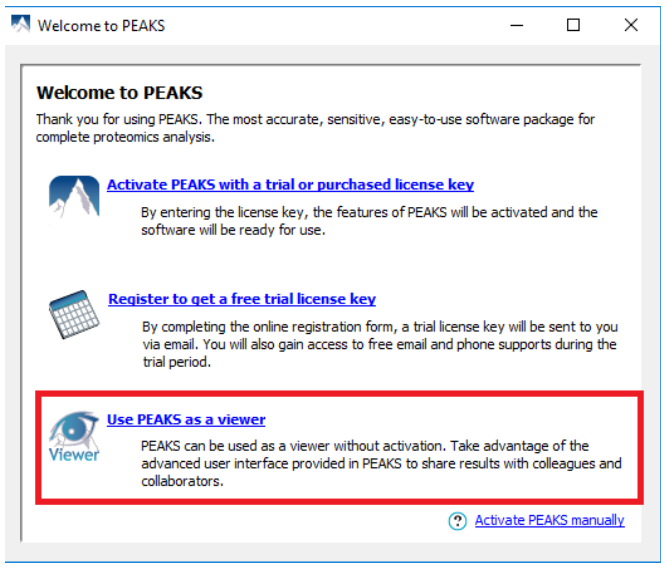 Welcome to PEAKS
Welcome to PEAKS
Thank you for using PEAKS. The most accurate, sensitive, easy-to-use software package for
complete proteomics analysis.
Activate PEAKS with a trial or purchased license key
By entering the license key, the features of PEAKS will be activated and the
software will be ready for use.
Register to get a free trial license key
By completing the online registration form, a trial license key will be sent to you
via email. You will also gain access to free email and phone supports during the
trial period.
Use PEAKS as a viewer
Viewer
PEAKS can be used as a viewer without activation. Take advantage of the
advanced user interface provided in PEAKS to share results with colleagues and
collaborators.
? Activate PEAKS manually